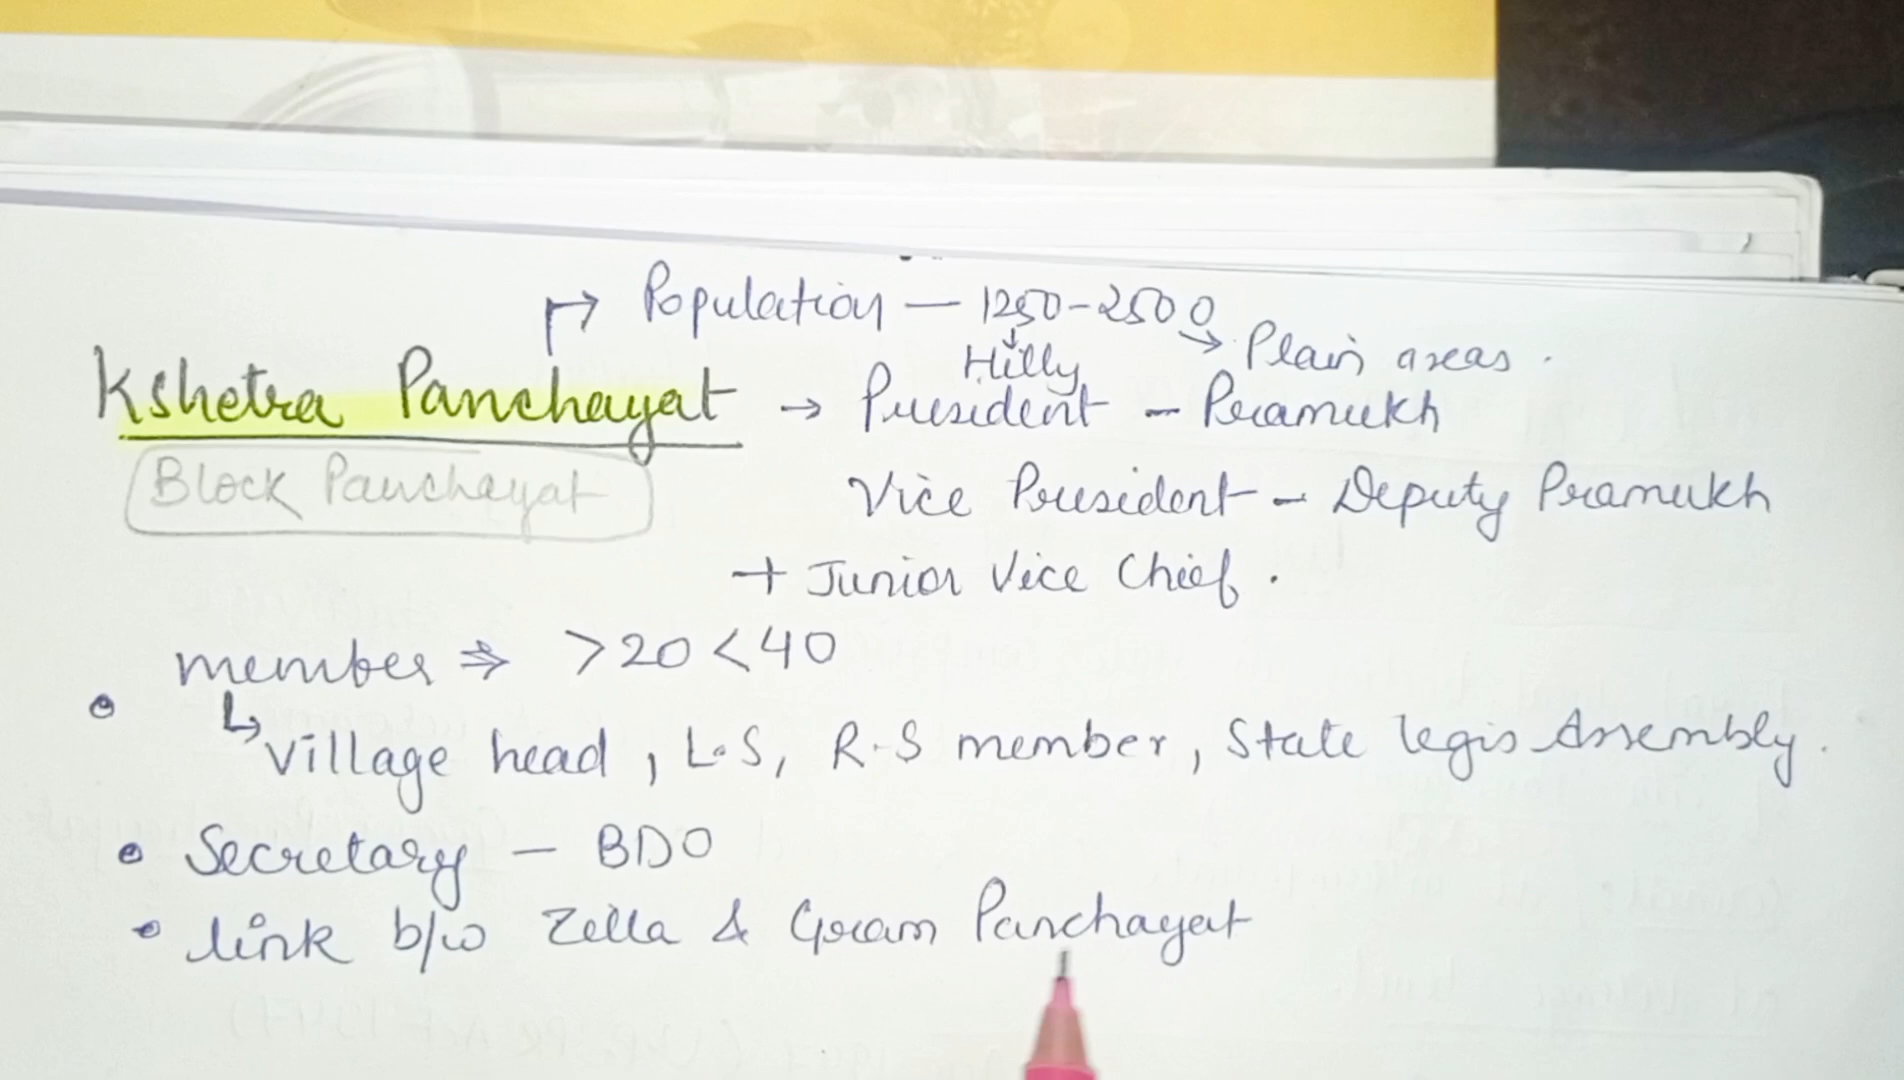 Population — 1250-2500
Hilly Plain areas.
Kshetra Panchayat → President - Pramukh
Block Panchayat
Vice President - Deputy Pramukh
+ Junior Vice Chief.
member ⇒ >20 <40
village head, L.S, R.S member, State legis Assembly.
• Secretary - BDO
• link b/w Zilla & Gram Panchayat